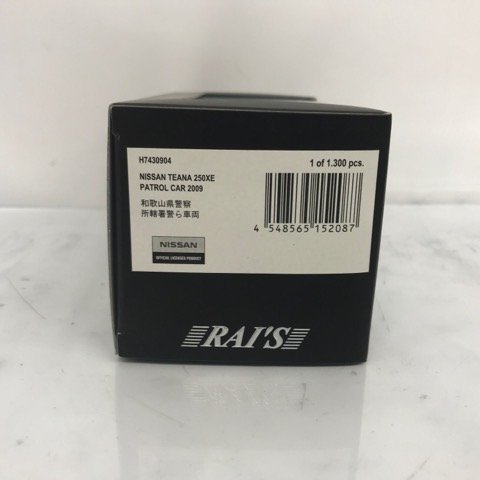 H7430904
1 of 1.300 pcs.
NISSAN TEANA 250XE
PATROL CAR 2009
和歌山県警察
所轄署警ら車両
4 548565 152087
NISSAN
OFFICIAL LICENSED PRODUCT
RAI'S